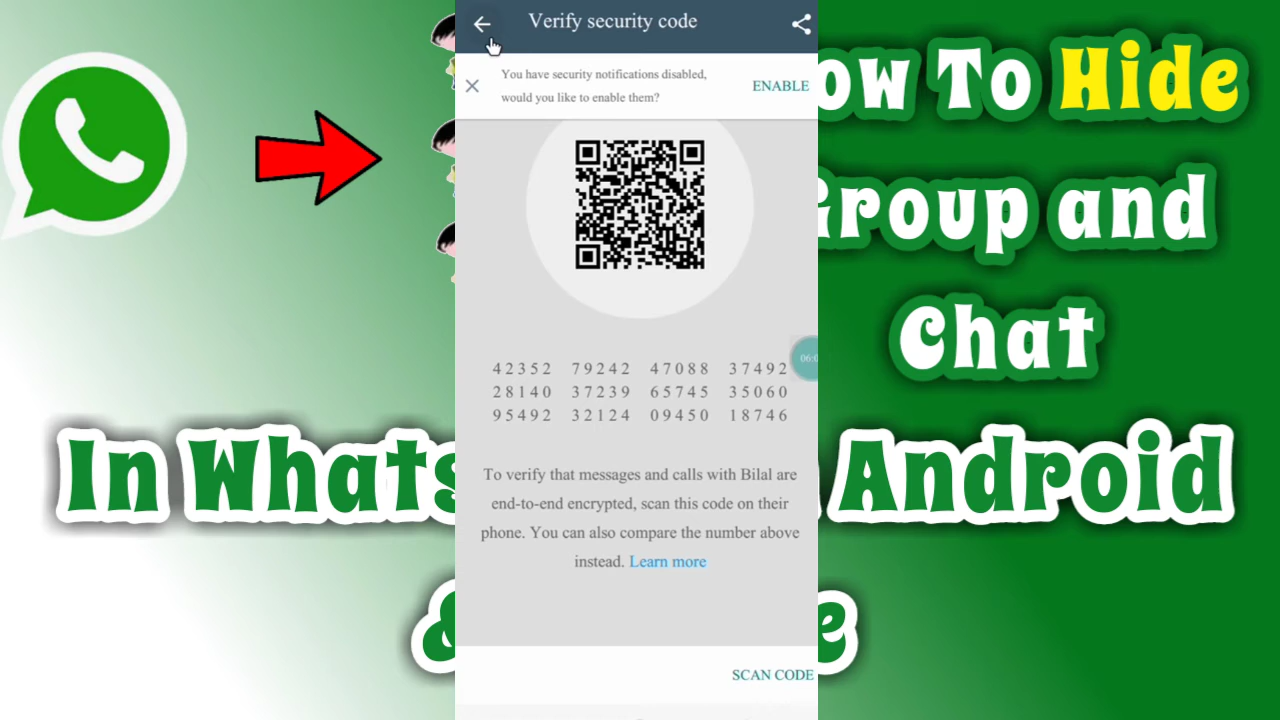 Verify security code
You have security notifications disabled,
would you like to enable them?
ENABLE
42352 79242 47088 37492
28140 37239 65745 35060
95492 32124 09450 18746
To verify that messages and calls with Bilal are
end-to-end encrypted, scan this code on their
phone. You can also compare the number above
instead. Learn more
SCAN CODE
ow To Hide
roup and
Chat
In Whats Android
&